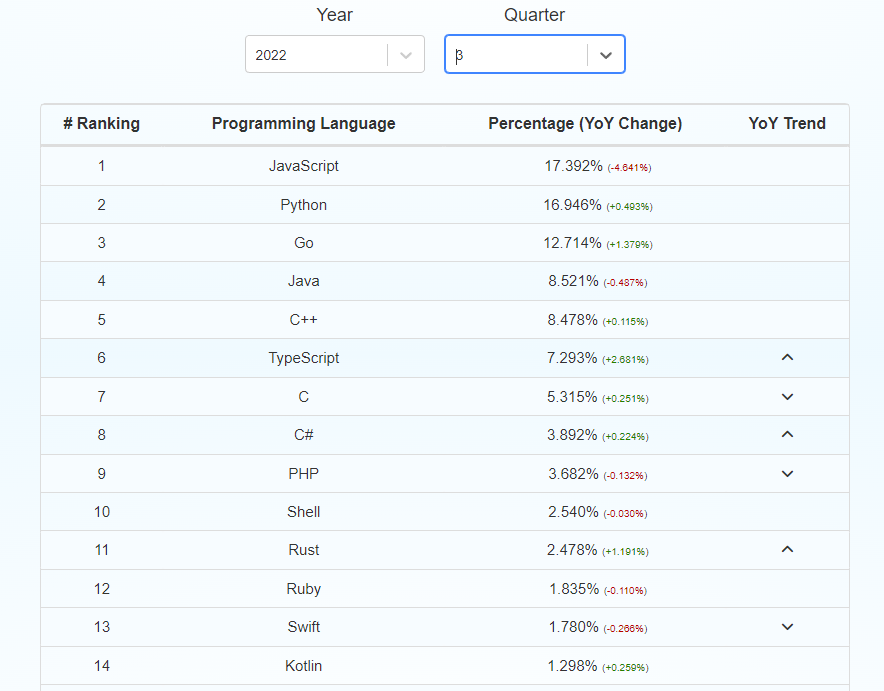 Year Quarter
2022 3
# Ranking Programming Language Percentage (YoY Change) YoY Trend
1 JavaScript 17.392% (-4.641%)
2 Python 16.946% (+0.493%)
3 Go 12.714% (+1.379%)
4 Java 8.521% (-0.487%)
5 C++ 8.478% (+0.115%)
6 TypeScript 7.293% (+2.681%)
7 C 5.315% (+0.251%)
8 C# 3.892% (+0.224%)
9 PHP 3.682% (-0.132%)
10 Shell 2.540% (-0.030%)
11 Rust 2.478% (+1.191%)
12 Ruby 1.835% (-0.110%)
13 Swift 1.780% (-0.266%)
14 Kotlin 1.298% (+0.259%)